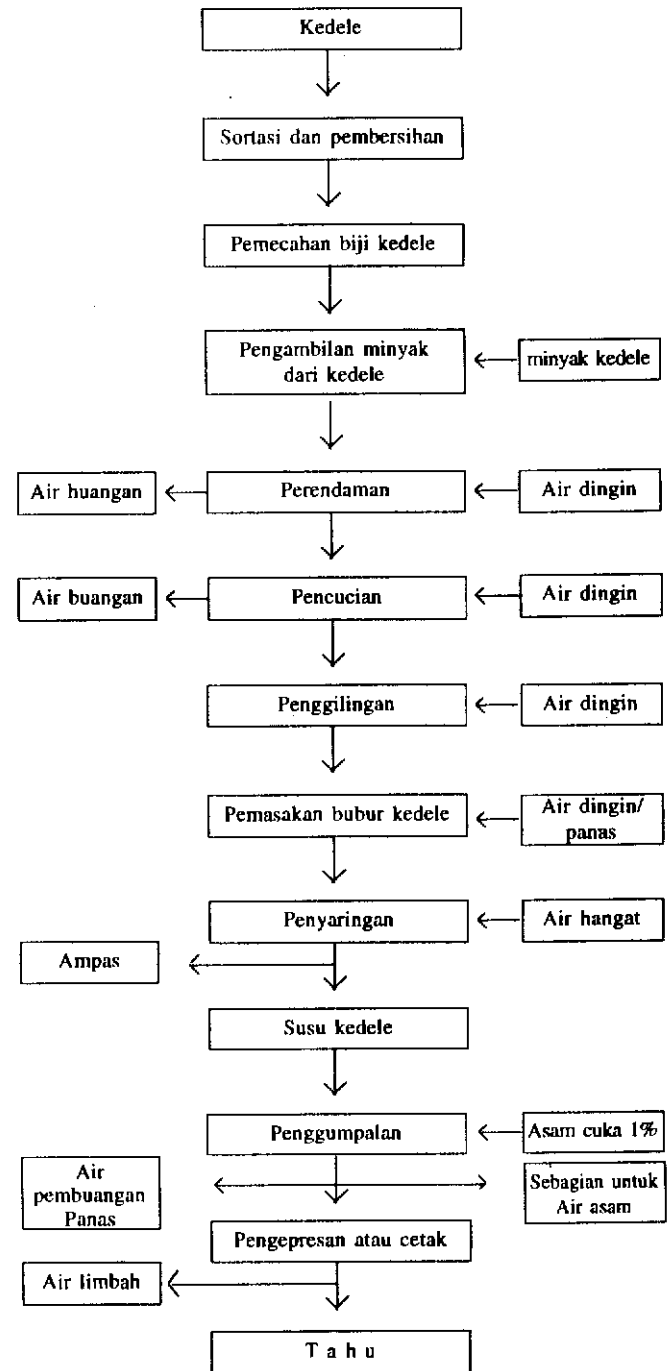 Kedele
Sortasi dan pembersihan
Pemecahan biji kedele
Pengambilan minyak
dari kedele
minyak kedele
Air huangan
Perendaman
Air dingin
Air buangan
Pencucian
Air dingin
Penggilingan
Air dingin
Pemasakan bubur kedele
Air dingin/
panas
Penyaringan
Air hangat
Ampas
Susu kedele
Penggumpalan
Asam cuka 1%
Air
pembuangan
Panas
Sebagian untuk
Air asam
Pengepresan atau cetak
Air limbah
T a h u